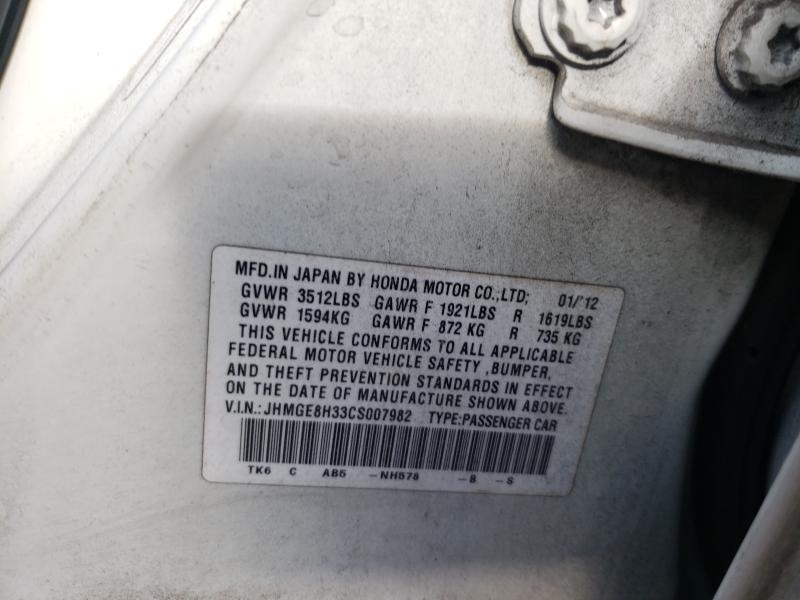 MFD.IN JAPAN BY HONDA MOTOR CO.,LTD; 01/'12
GVWR 3512LBS GAWR F 1921LBS R 1619LBS
GVWR 1594KG GAWR F 872 KG R 735 KG
THIS VEHICLE CONFORMS TO ALL APPLICABLE
FEDERAL MOTOR VEHICLE SAFETY ,BUMPER,
AND THEFT PREVENTION STANDARDS IN EFFECT
ON THE DATE OF MANUFACTURE SHOWN ABOVE.
V.I.N.: JHMGE8H33CS007982 TYPE:PASSENGER CAR
TK6 C AB5 -NH578 -B -S